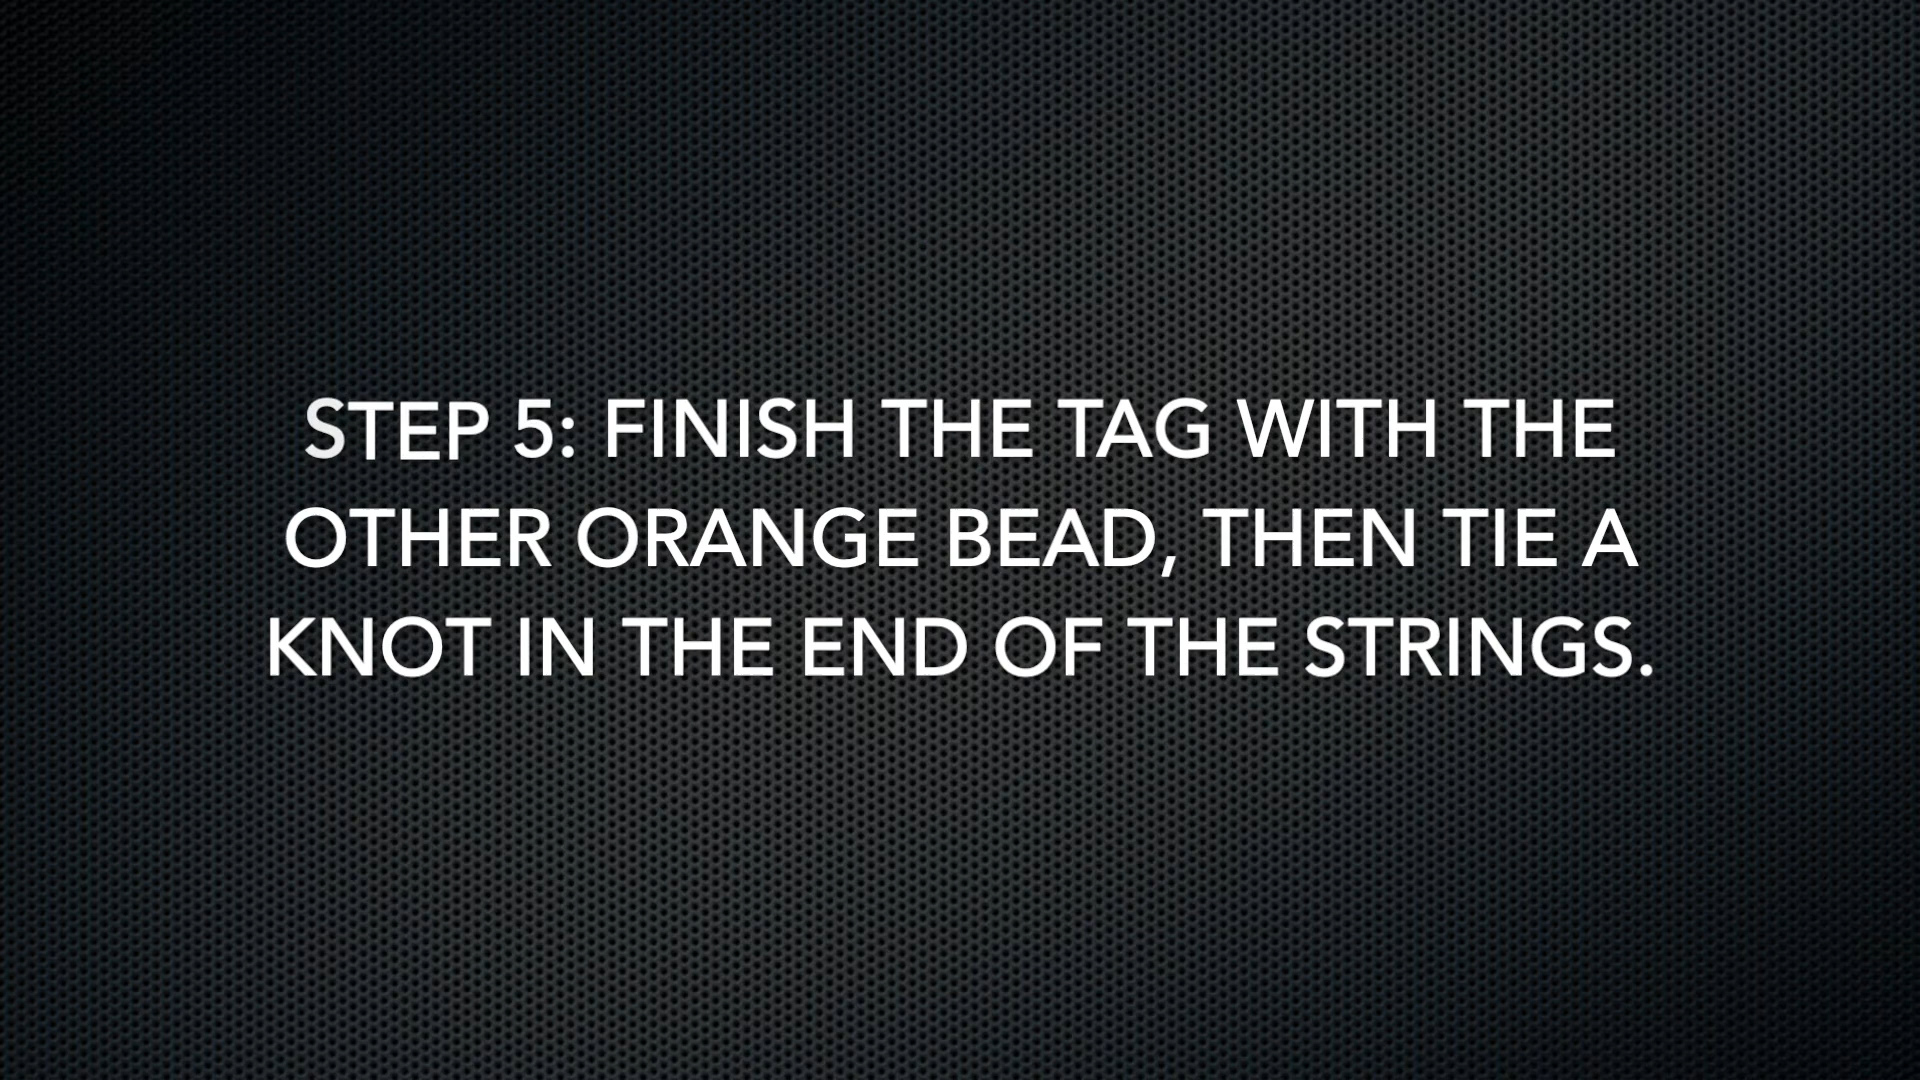 STEP 5: FINISH THE TAG WITH THE
OTHER ORANGE BEAD, THEN TIE A
KNOT IN THE END OF THE STRINGS.